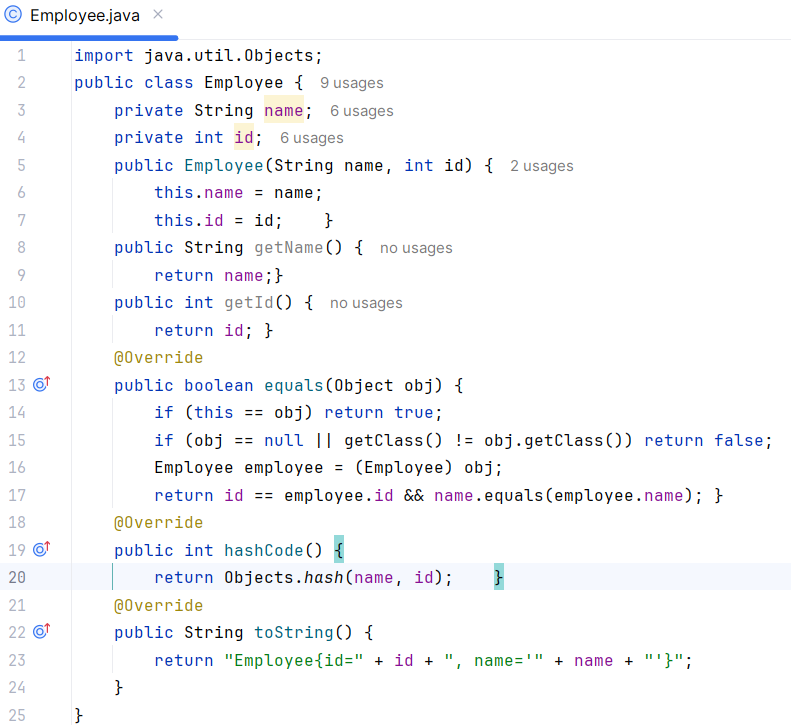 Employee.java
1 import java.util.Objects;
2 public class Employee { 9 usages
3     private String name; 6 usages
4     private int id; 6 usages
5     public Employee(String name, int id) { 2 usages
6         this.name = name;
7         this.id = id;    }
8     public String getName() { no usages
9         return name;}
10     public int getId() { no usages
11         return id; }
12     @Override
13     public boolean equals(Object obj) {
14         if (this == obj) return true;
15         if (obj == null || getClass() != obj.getClass()) return false;
16         Employee employee = (Employee) obj;
17         return id == employee.id && name.equals(employee.name); }
18     @Override
19     public int hashCode() {
20         return Objects.hash(name, id);    }
21     @Override
22     public String toString() {
23         return "Employee{id=" + id + ", name='" + name + "'}";
24     }
25 }